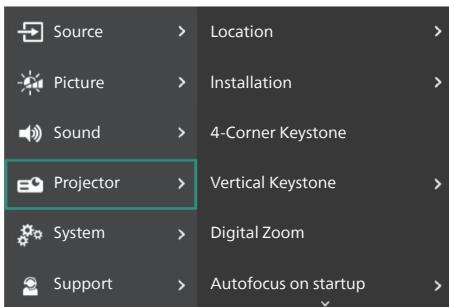 Source
Picture
Sound
Projector
System
Support
Location
Installation
4-Corner Keystone
Vertical Keystone
Digital Zoom
Autofocus on startup